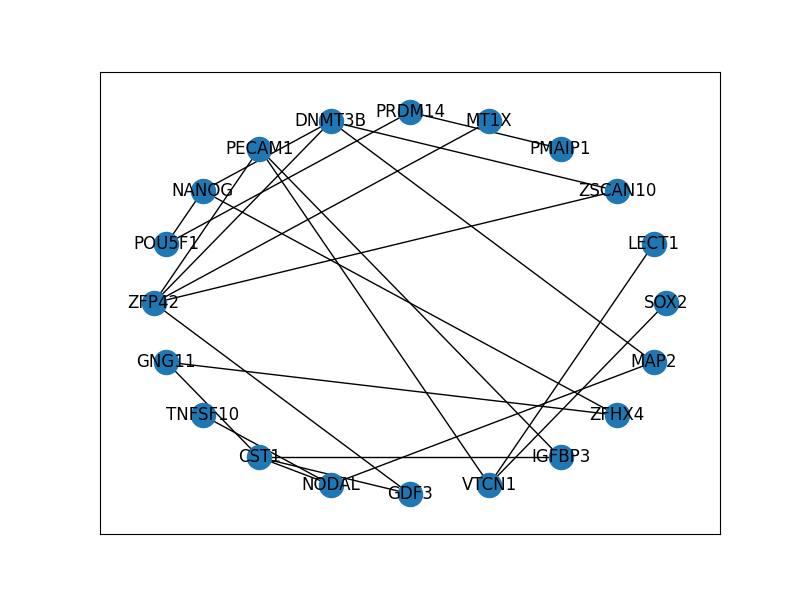 PRDM14
DNMT3B
MT1X
PECAM1
PMAIP1
NANOG
ZSCAN10
POU5F1
LECT1
ZFP42
SOX2
GNG11
MAP2
TNFSF10
ZFHX4
CST1
IGFBP3
NODAL
VTCN1
GDF3